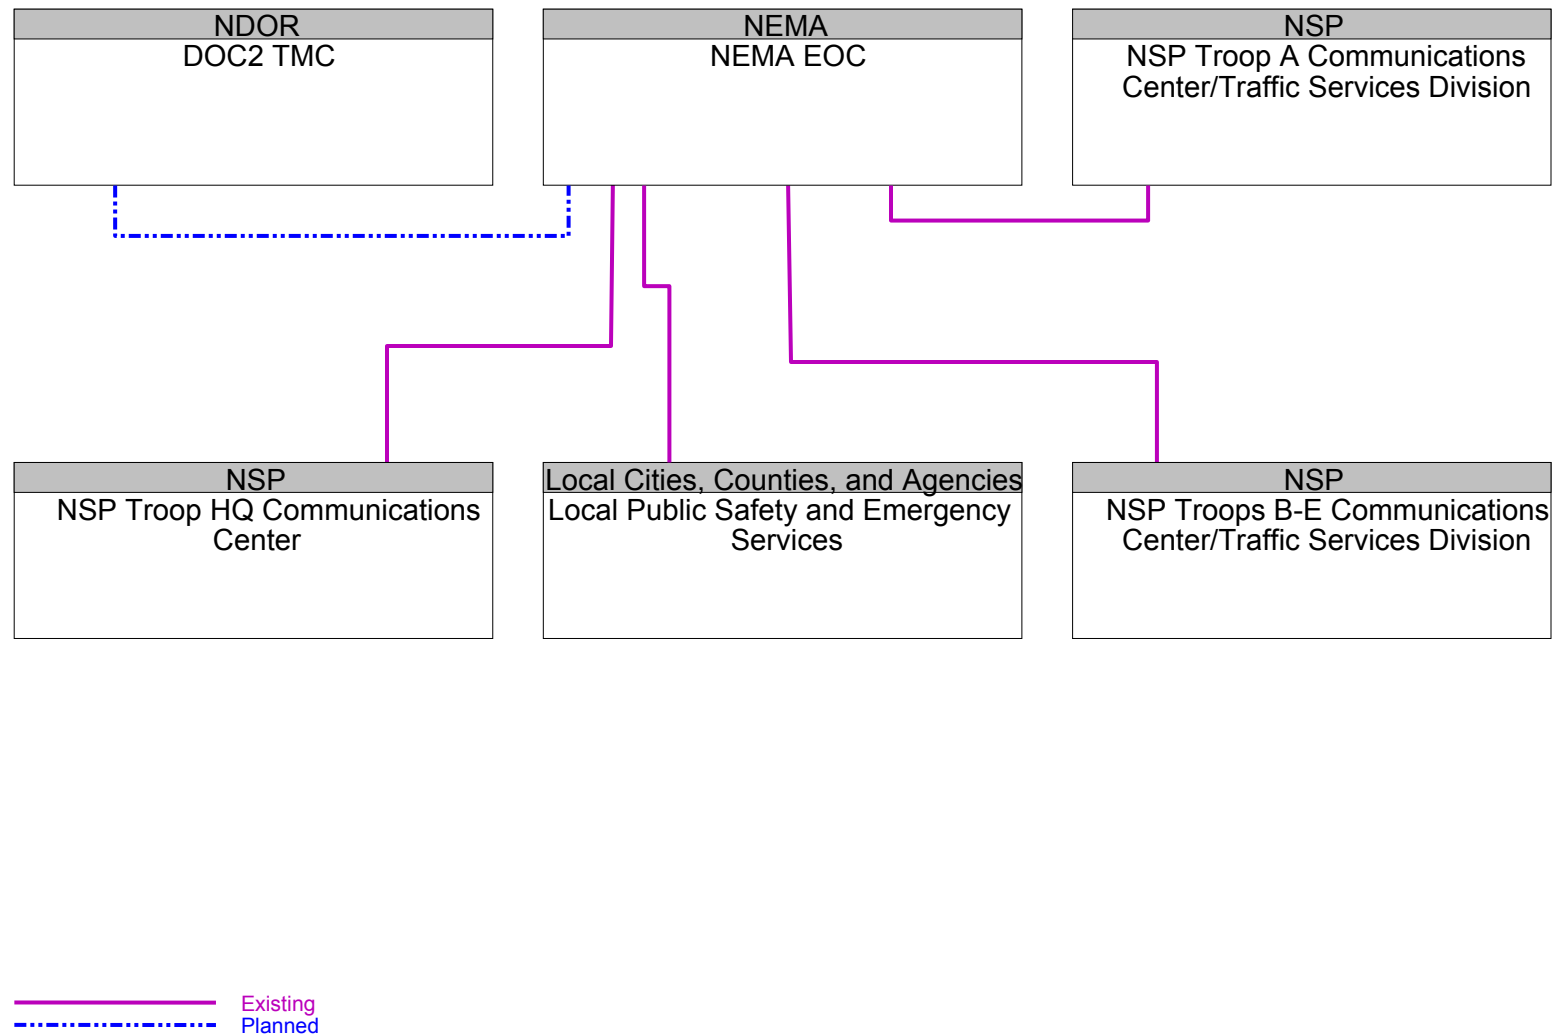 NDOR
DOC2 TMC
NEMA
NEMA EOC
NSP
NSP Troop A Communications
Center/Traffic Services Division
NSP
NSP Troop HQ Communications
Center
Local Cities, Counties, and Agencies
Local Public Safety and Emergency
Services
NSP
NSP Troops B-E Communications
Center/Traffic Services Division
Existing
Planned